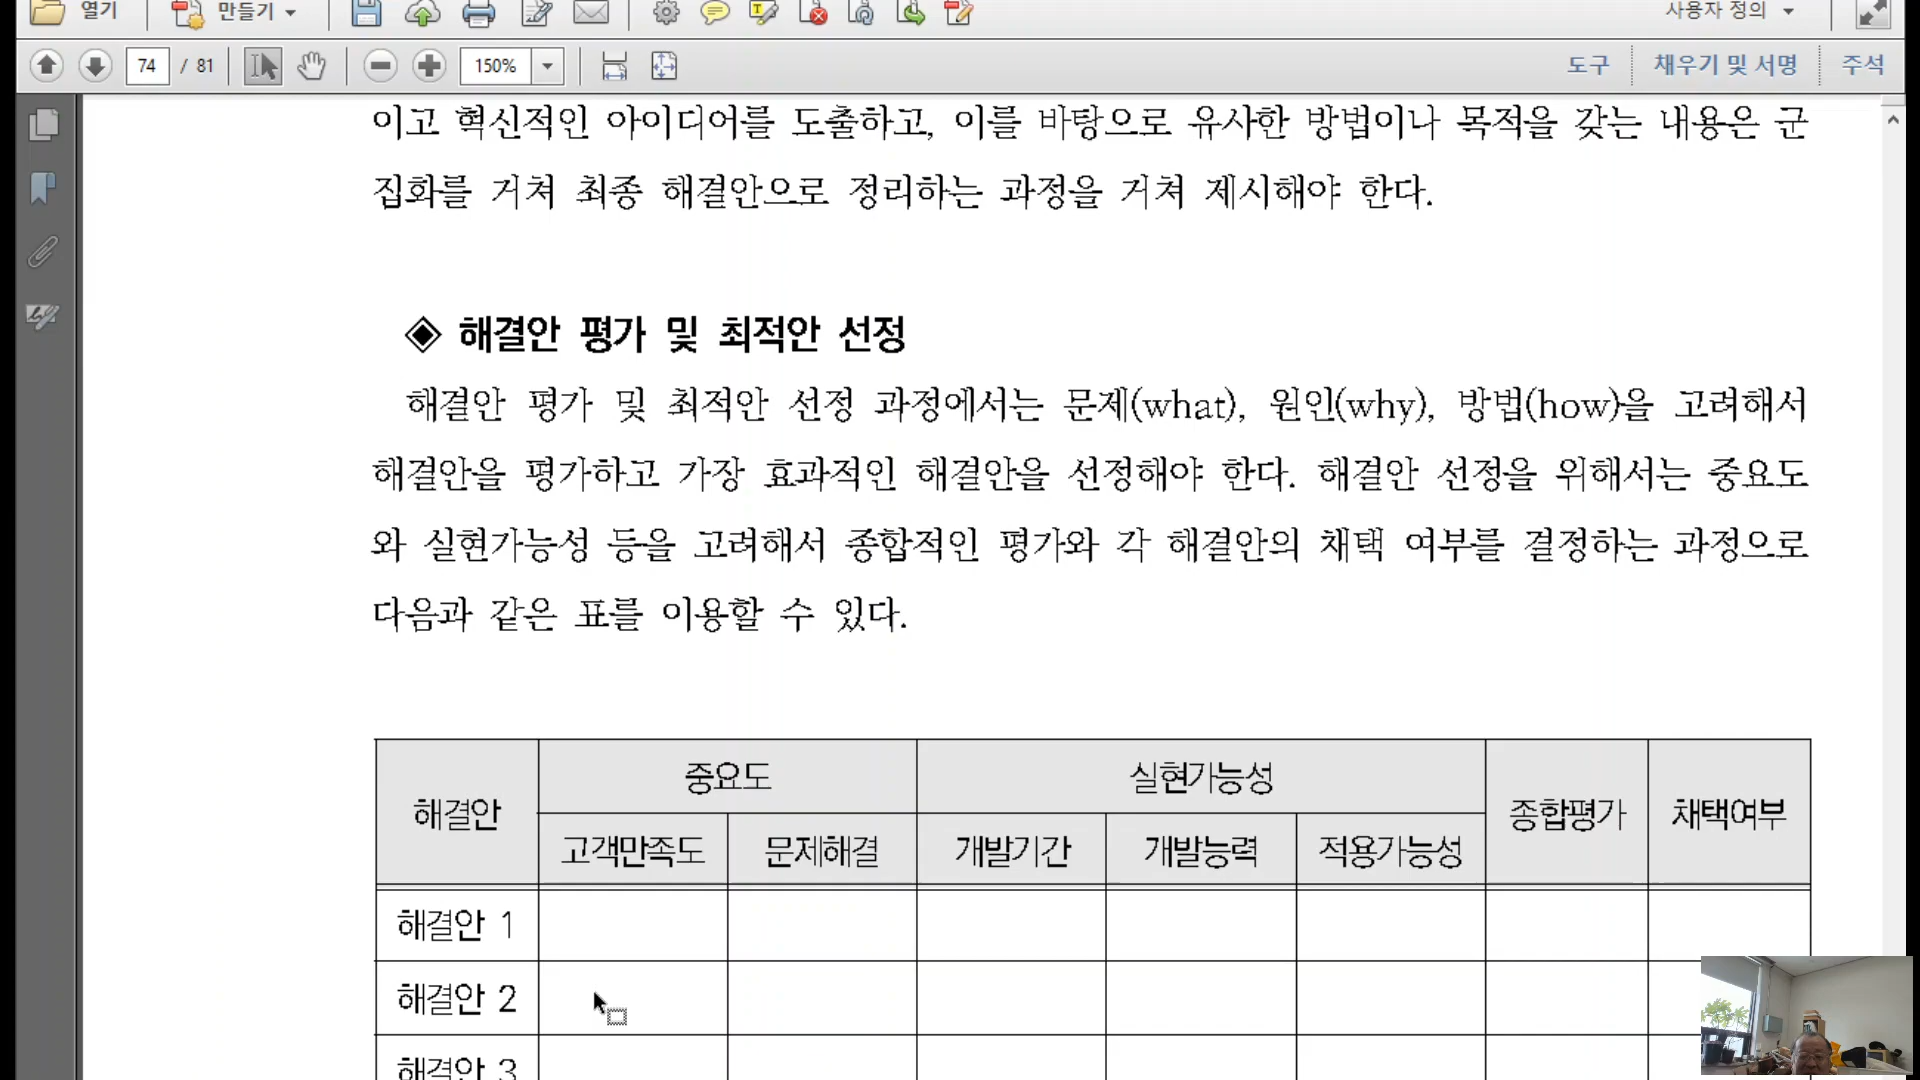 열기 만들기 사용자 정의
74 / 81 150% 도구 채우기 및 서명 주석
이고 혁신적인 아이디어를 도출하고, 이를 바탕으로 유사한 방법이나 목적을 갖는 내용은 군
집화를 거쳐 최종 해결안으로 정리하는 과정을 거쳐 제시해야 한다.
◈ 해결안 평가 및 최적안 선정
해결안 평가 및 최적안 선정 과정에서는 문제(what), 원인(why), 방법(how)을 고려해서
해결안을 평가하고 가장 효과적인 해결안을 선정해야 한다. 해결안 선정을 위해서는 중요도
와 실현가능성 등을 고려해서 종합적인 평가와 각 해결안의 채택 여부를 결정하는 과정으로
다음과 같은 표를 이용할 수 있다.
해결안 중요도 실현가능성 종합평가 채택여부
고객만족도 문제해결 개발기간 개발능력 적용가능성
해결안 1
해결안 2
해결안 3